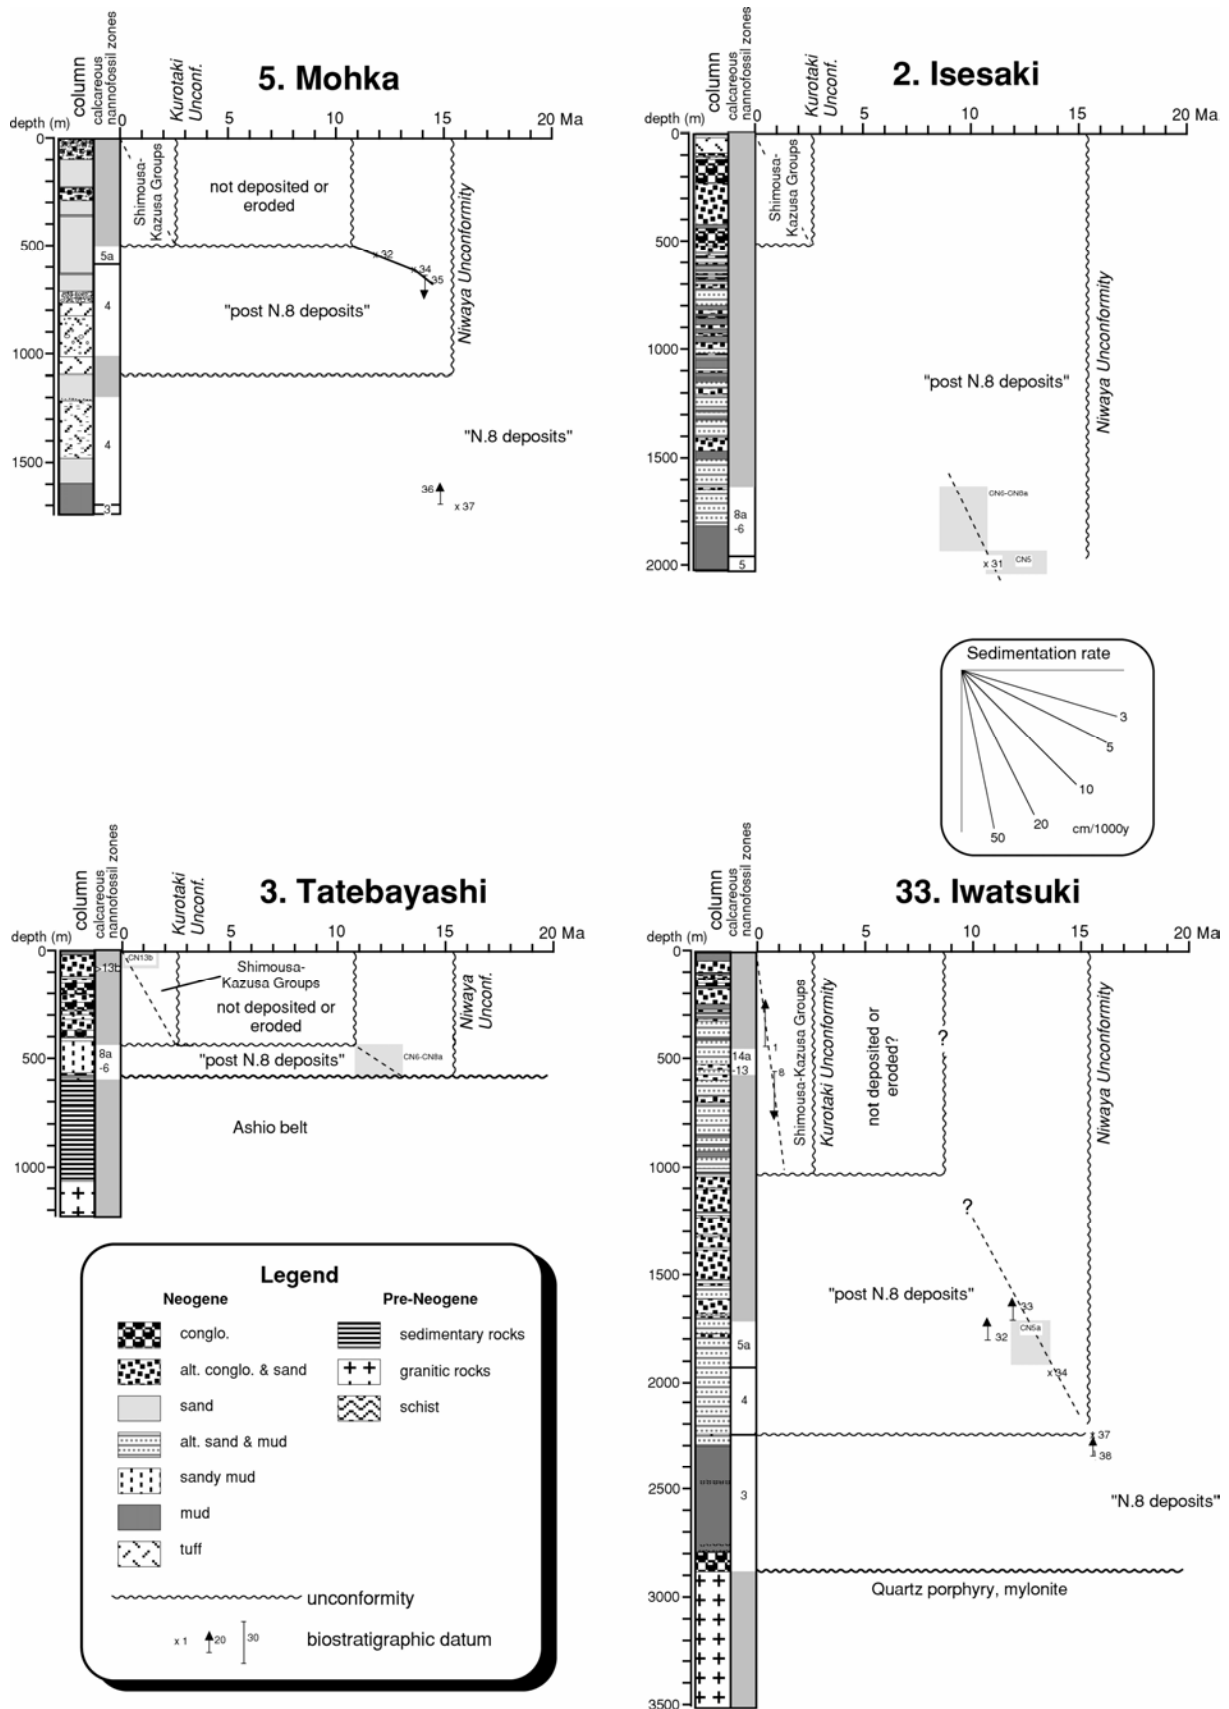 5. Mohka
column
calcareous
nannofossil zones
Kurotaki
Unconf.
depth (m)
0
5
10
15
20 Ma
0
500
1000
1500
5a
4
4
3
Shimousa-
Kazusa Groups
not deposited or
eroded
Niwaya Unconformity
x 32
x 34
35
"post N.8 deposits"
"N.8 deposits"
36
x 37
2. Isesaki
column
calcareous
nannofossil zones
Kurotaki
Unconf.
depth (m)
0
5
10
15
20 Ma
0
500
1000
1500
2000
8a
-6
5
Shimousa-
Kazusa Groups
Niwaya Unconformity
"post N.8 deposits"
CN6-CN8a
x 31
CN5
Sedimentation rate
3
5
10
20
50
cm/1000y
3. Tatebayashi
column
calcareous
nannofossil zones
Kurotaki
Unconf.
depth (m)
0
5
10
15
20 Ma
0
500
1000
>13b
8a
-6
CN13b
Shimousa-
Kazusa Groups
not deposited or
eroded
Niwaya
Unconf.
"post N.8 deposits"
CN6-CN8a
Ashio belt
33. Iwatsuki
column
calcareous
nannofossil zones
depth (m)
0
5
10
15
20 Ma
0
500
1000
1500
2000
2500
3000
3500
14a
-13
5a
4
3
1
8
Shimousa-Kazusa Groups
Kurotaki Unconformity
not deposited or
eroded?
?
Niwaya Unconformity
?
"post N.8 deposits"
33
32
CN5a
x 34
37
38
"N.8 deposits"
Quartz porphyry, mylonite
Legend
Neogene
conglo.
alt. conglo. & sand
sand
alt. sand & mud
sandy mud
mud
tuff
Pre-Neogene
sedimentary rocks
granitic rocks
schist
unconformity
x 1
20
30
biostratigraphic datum